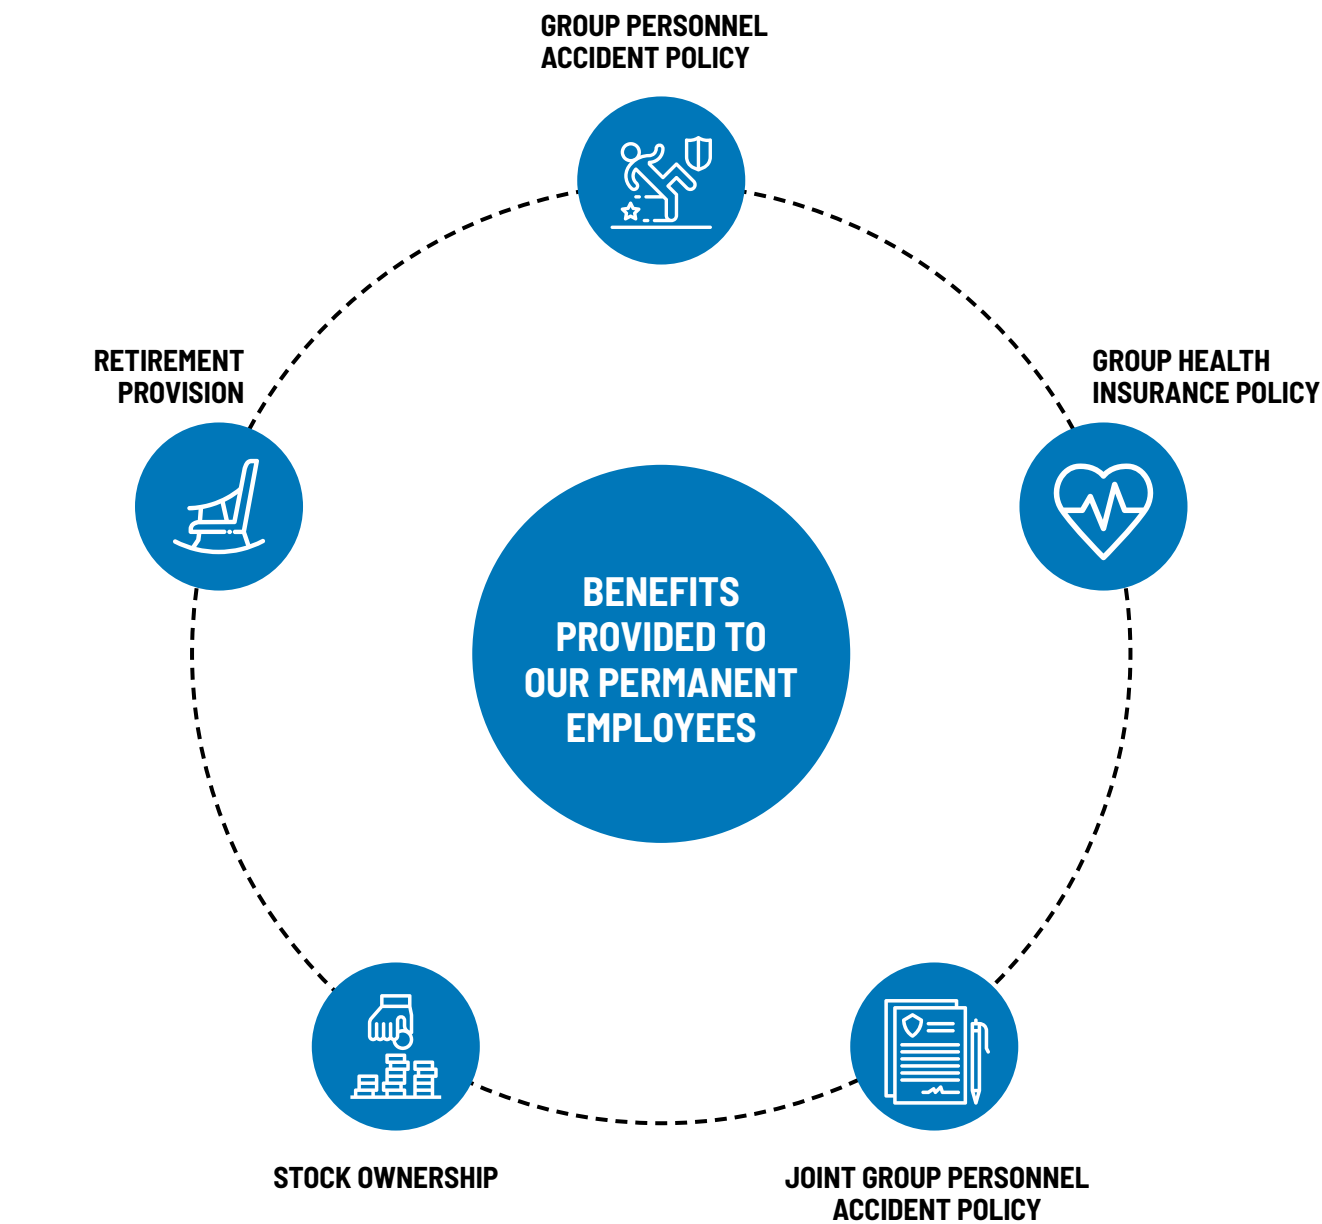 GROUP PERSONNEL
ACCIDENT POLICY
RETIREMENT
PROVISION
GROUP HEALTH
INSURANCE POLICY
BENEFITS
PROVIDED TO
OUR PERMANENT
EMPLOYEES
STOCK OWNERSHIP
JOINT GROUP PERSONNEL
ACCIDENT POLICY